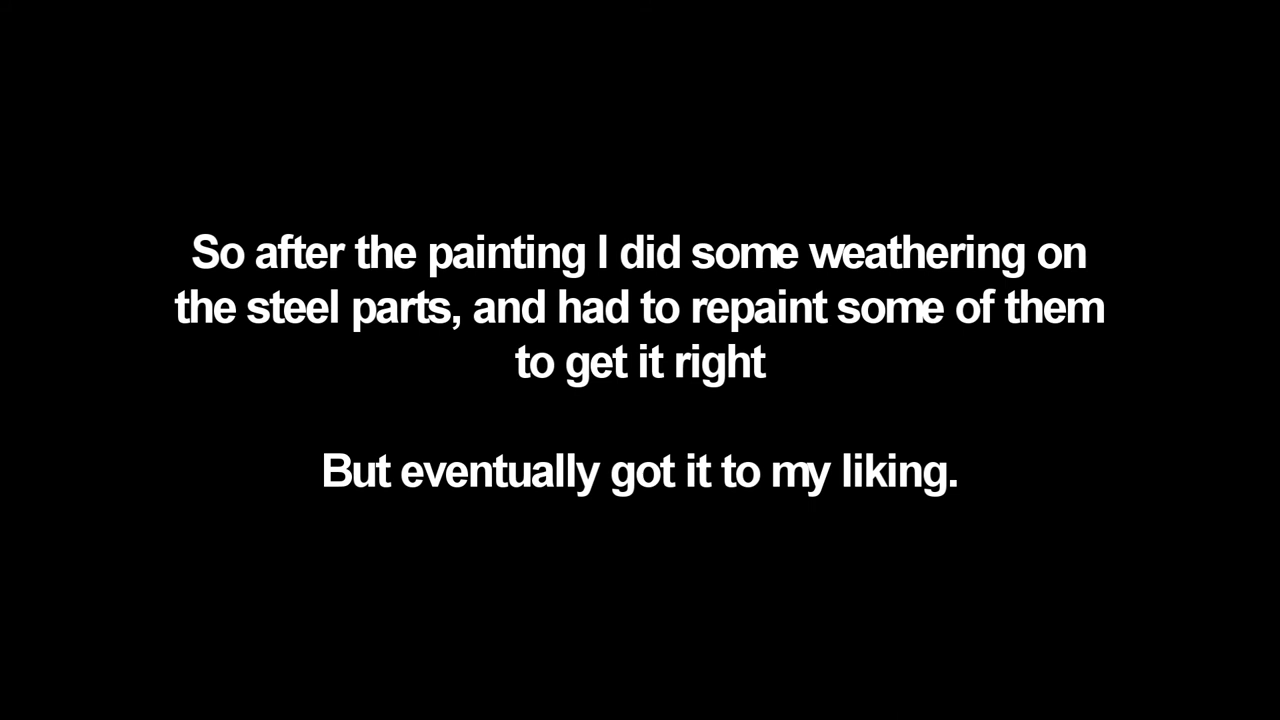 So after the painting I did some weathering on
the steel parts, and had to repaint some of them
to get it right
But eventually got it to my liking.